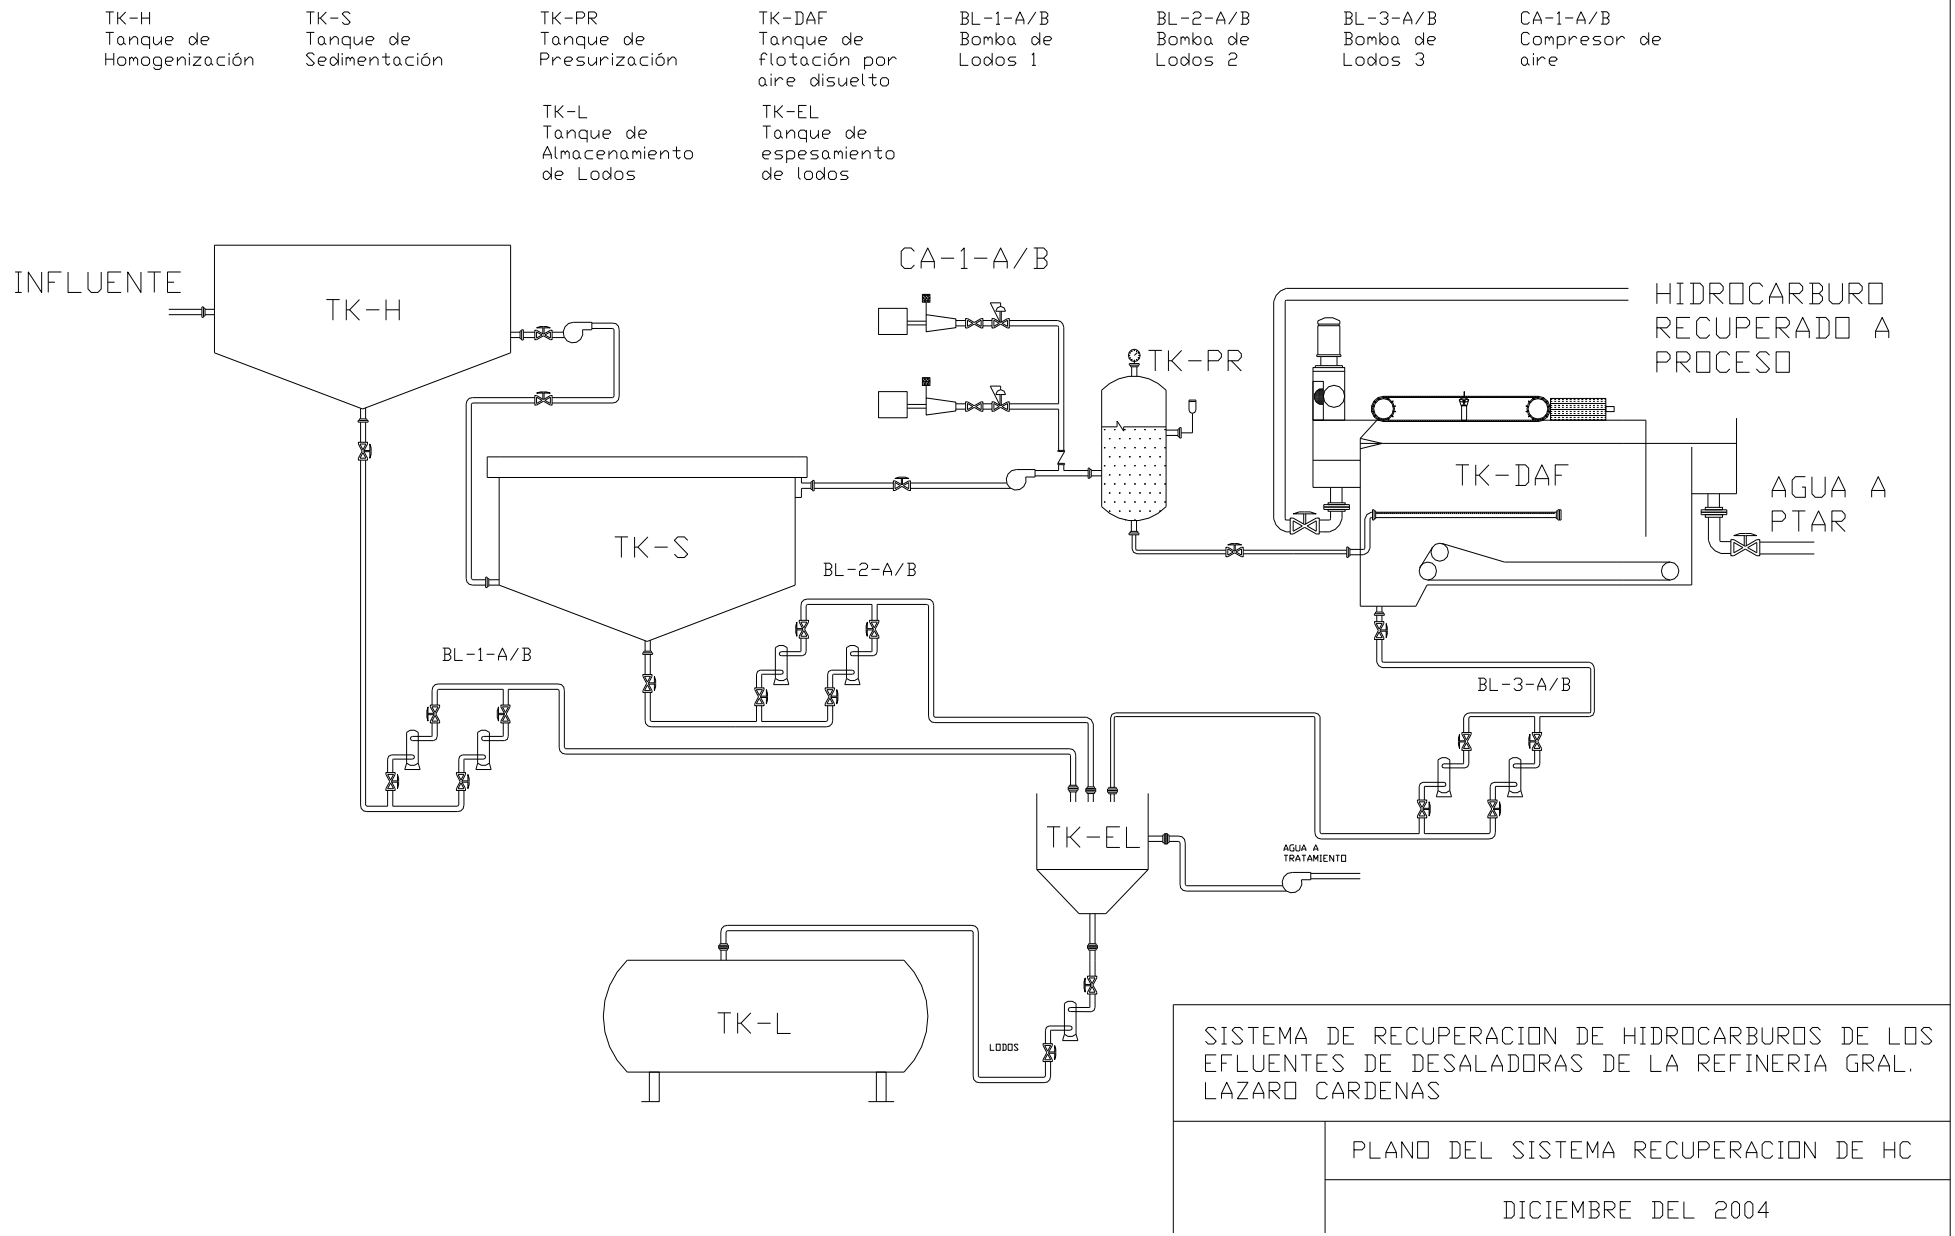 TK-H
Tanque de
Homogenización
TK-S
Tanque de
Sedimentación
TK-PR
Tanque de
Presurización
TK-DAF
Tanque de
flotación por
aire disuelto
BL-1-A/B
Bomba de
Lodos 1
BL-2-A/B
Bomba de
Lodos 2
BL-3-A/B
Bomba de
Lodos 3
CA-1-A/B
Compresor de
aire
TK-L
Tanque de
Almacenamiento
de Lodos
TK-EL
Tanque de
espesamiento
de lodos
INFLUENTE
TK-H
CA-1-A/B
TK-PR
HIDROCARBURO
RECUPERADO A
PROCESO
TK-DAF
AGUA A
PTAR
TK-S
BL-2-A/B
BL-1-A/B
BL-3-A/B
TK-EL
AGUA A
TRATAMIENTO
TK-L
LODOS
SISTEMA DE RECUPERACION DE HIDROCARBUROS DE LOS
EFLUENTES DE DESALADORAS DE LA REFINERIA GRAL.
LAZARO CARDENAS
PLANO DEL SISTEMA RECUPERACION DE HC
DICIEMBRE DEL 2004